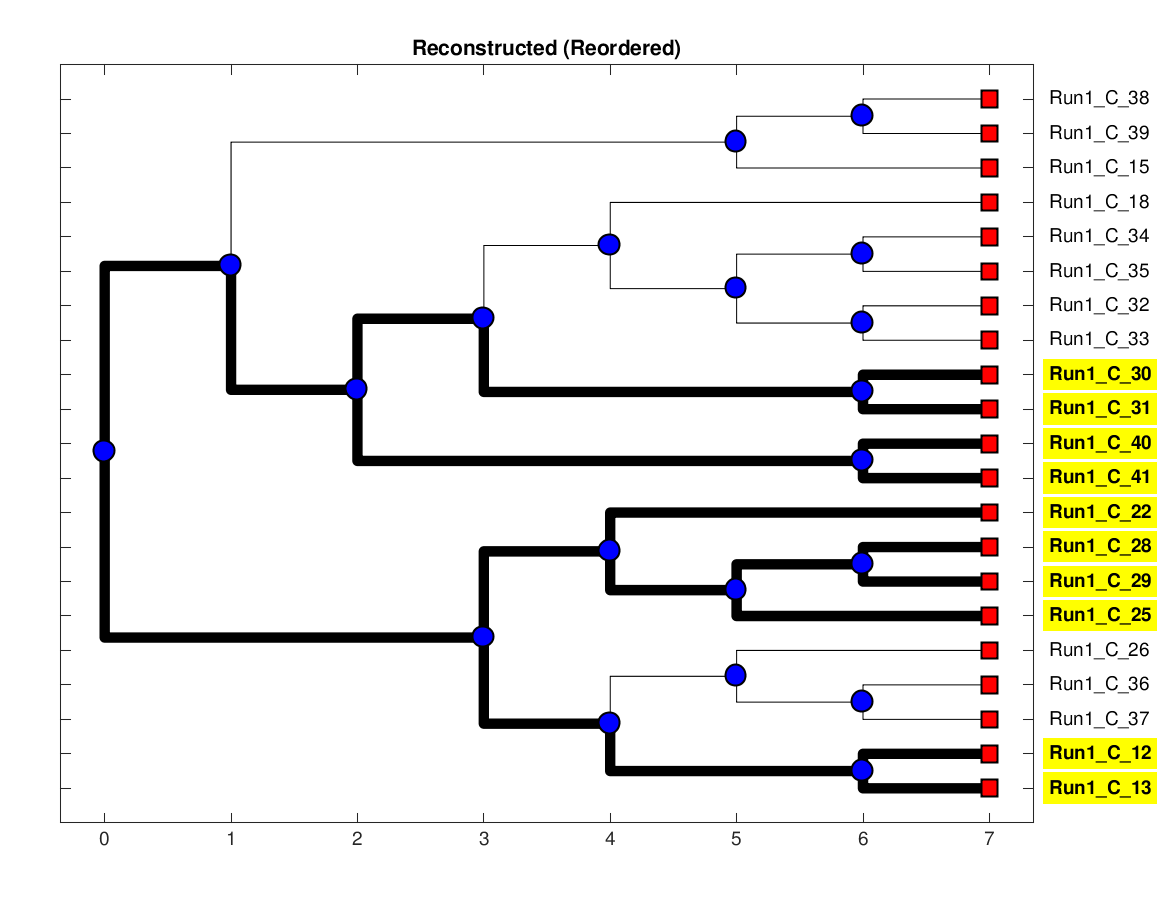 Reconstructed (Reordered)
Run1_C_38
Run1_C_39
Run1_C_15
Run1_C_18
Run1_C_34
Run1_C_35
Run1_C_32
Run1_C_33
Run1_C_30
Run1_C_31
Run1_C_40
Run1_C_41
Run1_C_22
Run1_C_28
Run1_C_29
Run1_C_25
Run1_C_26
Run1_C_36
Run1_C_37
Run1_C_12
Run1_C_13
0 1 2 3 4 5 6 7